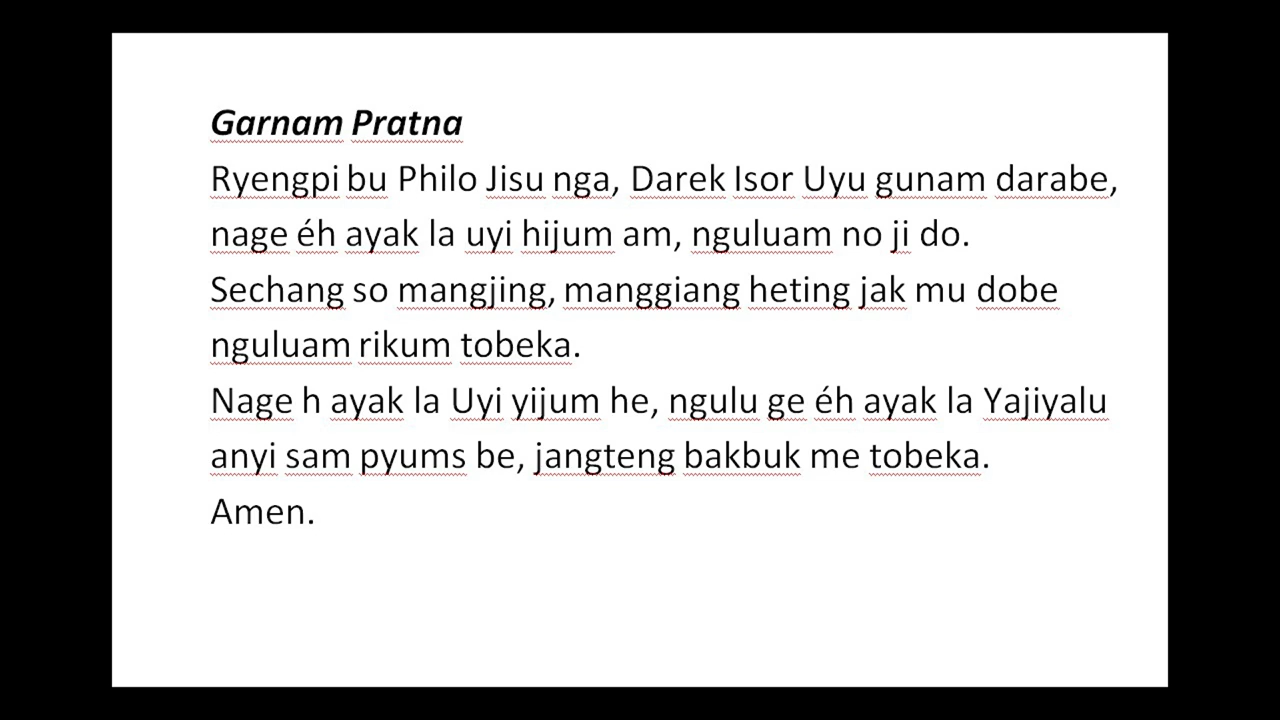 Garnam Pratna
Ryengpi bu Philo Jisu nga, Darek Isor Uyu gunam darabe,
nage éh ayak la uyi hijum am, nguluam no ji do.
Sechang so mangjing, manggiang heting jak mu dobe
nguluam rikum tobeka.
Nage h ayak la Uyi yijum he, ngulu ge éh ayak la Yajiyalu
anyi sam pyums be, jangteng bakbuk me tobeka.
Amen.